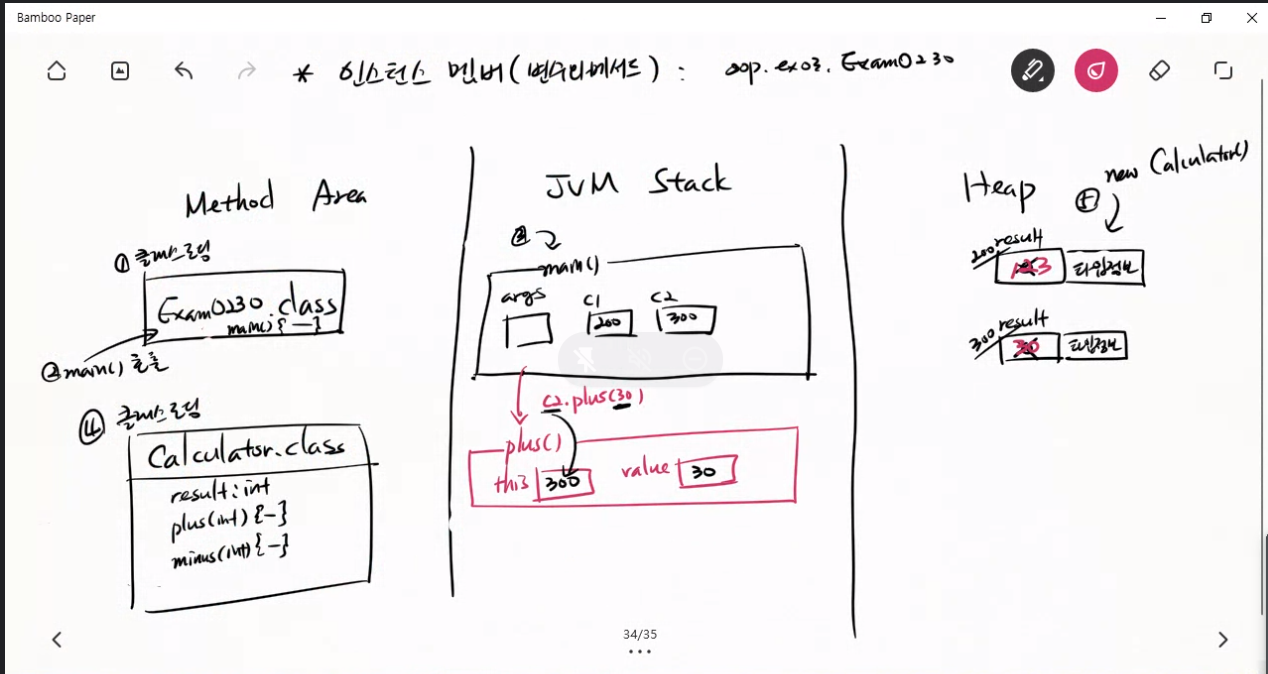 Bamboo Paper
* 인스턴스 멤버(변수와 메서드) : oop.ex03.Exam0230
Method Area
① 클래스로딩
Exam0230.class
main() { — }
② main() 호출
④ 클래스로딩
Calculator.class
result : int
plus(int) { - }
minus(int) { - }
JVM Stack
③
main()
args c1 c2
200 300
c2.plus(30)
plus()
this 300 value 30
Heap
⑤ new Calculator()
200 result
타입정보
300 result
30 타입정보
34/35